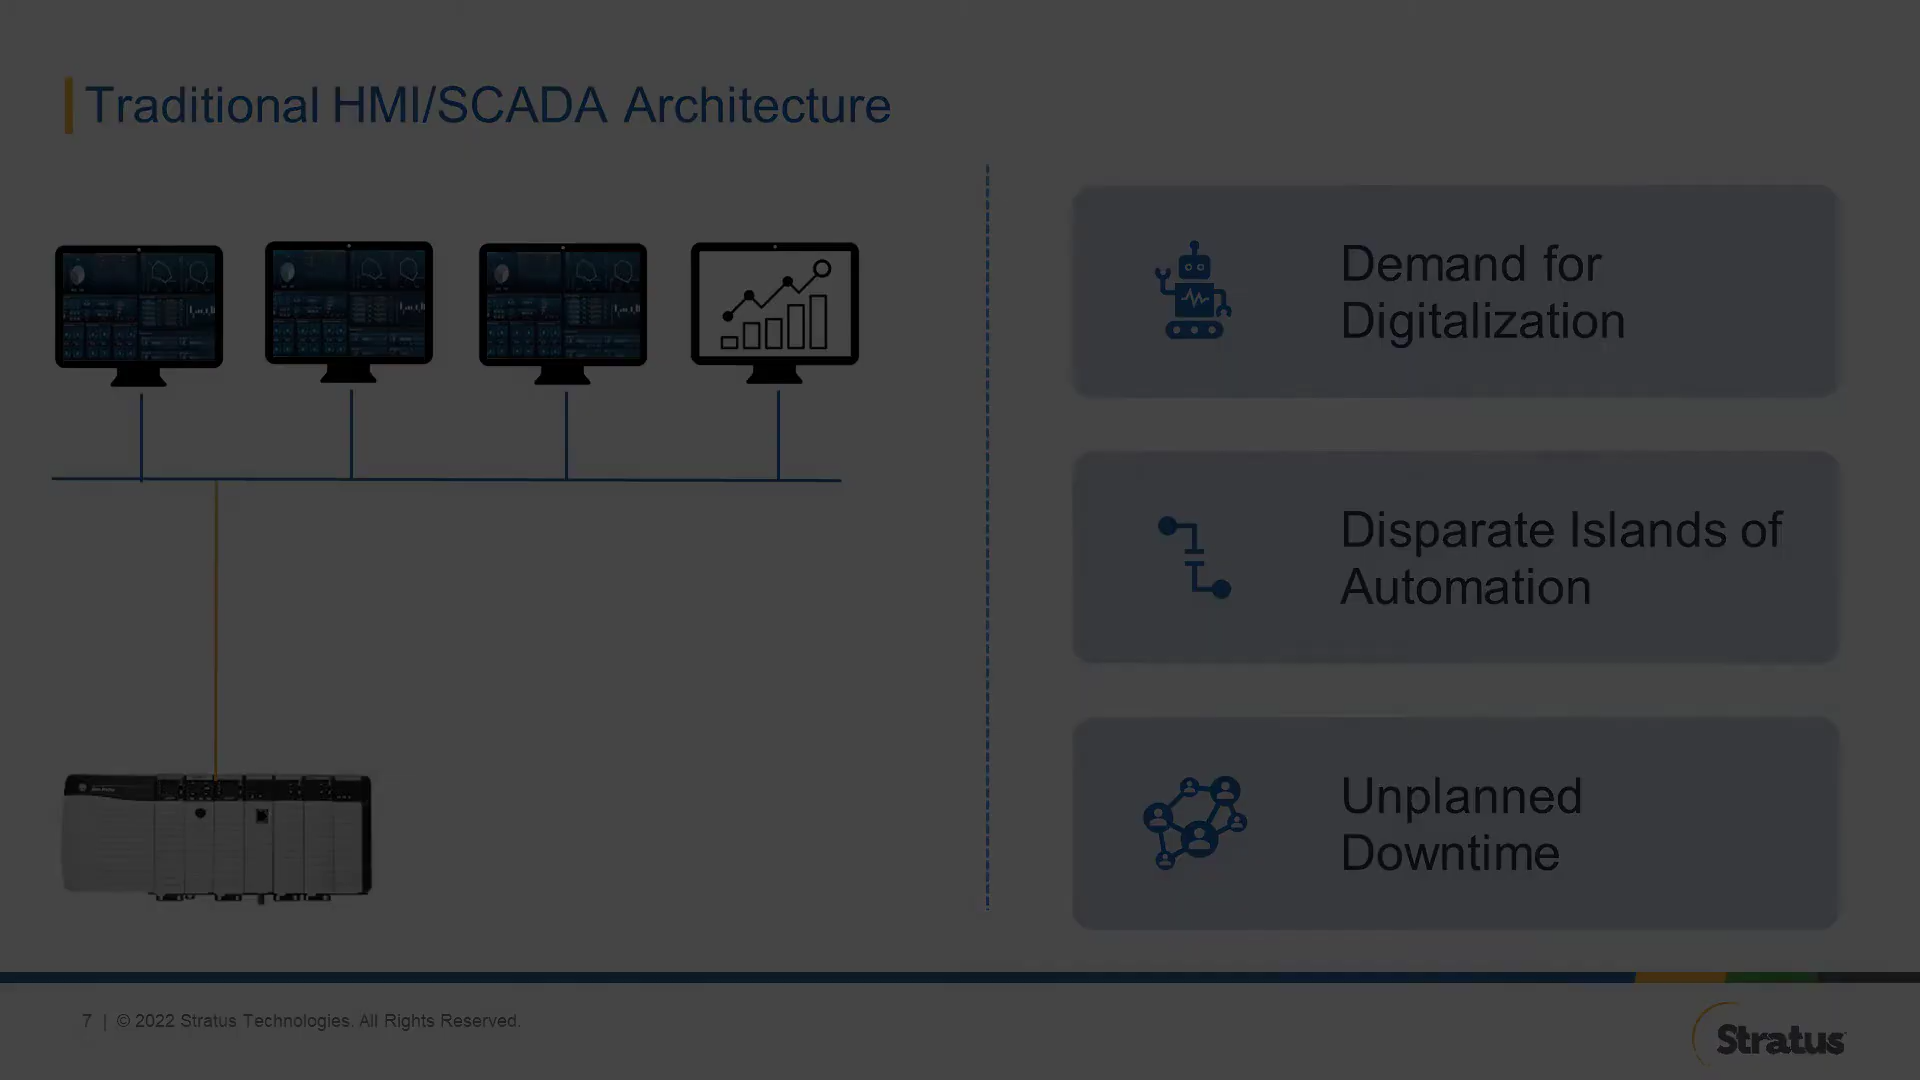 Traditional HMI/SCADA Architecture
Demand for
Digitalization
Disparate Islands of
Automation
Unplanned
Downtime
7 | © 2022 Stratus Technologies. All Rights Reserved.
Stratus